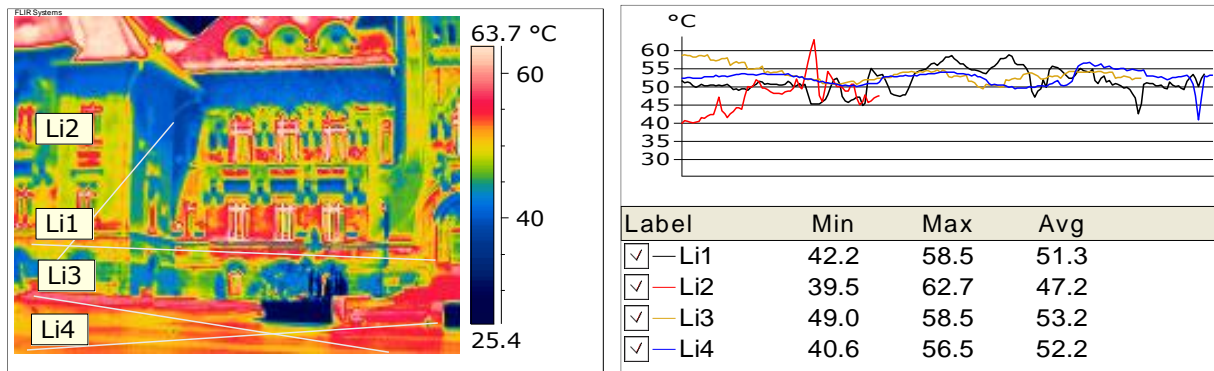 FLIR Systems
63.7 °C
60
40
25.4
Li2
Li1
Li3
Li4
°C
60
55
50
45
40
35
30
Label Min Max Avg
Li1 42.2 58.5 51.3
Li2 39.5 62.7 47.2
Li3 49.0 58.5 53.2
Li4 40.6 56.5 52.2